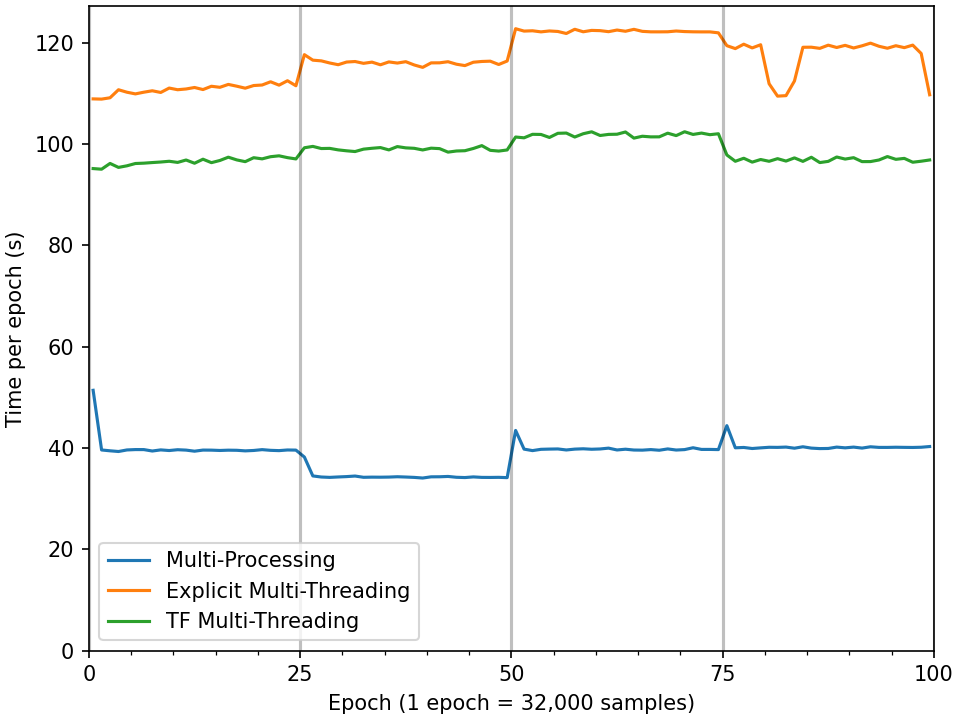 Time per epoch (s)
120
100
80
60
40
20
0
Multi-Processing
Explicit Multi-Threading
TF Multi-Threading
0 25 50 75 100
Epoch (1 epoch = 32,000 samples)